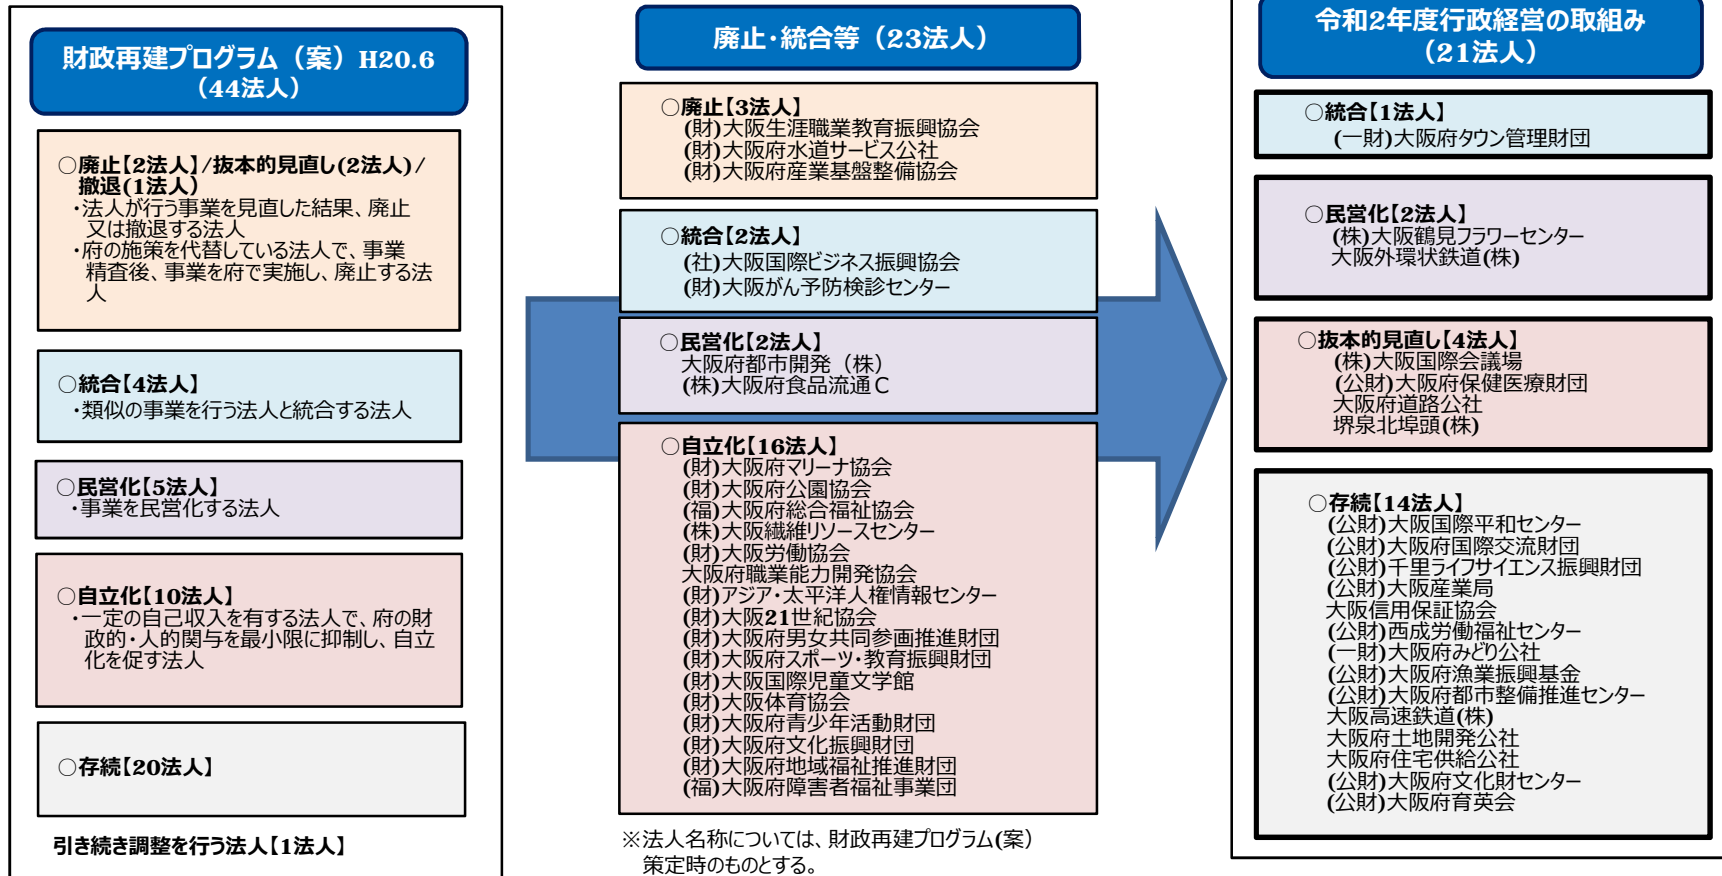 財政再建プログラム（案）H20.6
（44法人）
○廃止【2法人】/抜本的見直し(2法人)/
撤退(1法人)
・法人が行う事業を見直した結果、廃止
又は撤退する法人
・府の施策を代替している法人で、事業
精査後、事業を府で実施し、廃止する法
人
○統合【4法人】
・類似の事業を行う法人と統合する法人
○民営化【5法人】
・事業を民営化する法人
○自立化【10法人】
・一定の自己収入を有する法人で、府の財
政的・人的関与を最小限に抑制し、自立
化を促す法人
○存続【20法人】
引き続き調整を行う法人【1法人】
廃止・統合等（23法人）
○廃止【3法人】
(財)大阪生涯職業教育振興協会
(財)大阪府水道サービス公社
(財)大阪府産業基盤整備協会
○統合【2法人】
(社)大阪国際ビジネス振興協会
(財)大阪がん予防検診センター
○民営化【2法人】
大阪府都市開発（株）
(株)大阪府食品流通Ｃ
○自立化【16法人】
(財)大阪府マリーナ協会
(財)大阪府公園協会
(福)大阪府総合福祉協会
(株)大阪繊維リソースセンター
(財)大阪労働協会
大阪府職業能力開発協会
(財)アジア・太平洋人権情報センター
(財)大阪21世紀協会
(財)大阪府男女共同参画推進財団
(財)大阪府スポーツ・教育振興財団
(財)大阪国際児童文学館
(財)大阪体育協会
(財)大阪府青少年活動財団
(財)大阪府文化振興財団
(財)大阪府地域福祉推進財団
(福)大阪府障害者福祉事業団
※法人名称については、財政再建プログラム(案)
策定時のものとする。
令和2年度行政経営の取組み
（21法人）
○統合【1法人】
(一財)大阪府タウン管理財団
○民営化【2法人】
(株)大阪鶴見フラワーセンター
大阪外環状鉄道(株)
○抜本的見直し【4法人】
(株)大阪国際会議場
(公財)大阪府保健医療財団
大阪府道路公社
堺泉北埠頭(株)
○存続【14法人】
(公財)大阪国際平和センター
(公財)大阪府国際交流財団
(公財)千里ライフサイエンス振興財団
(公財)大阪産業局
大阪信用保証協会
(公財)西成労働福祉センター
(一財)大阪府みどり公社
(公財)大阪府漁業振興基金
(公財)大阪府都市整備推進センター
大阪高速鉄道(株)
大阪府土地開発公社
大阪府住宅供給公社
(公財)大阪府文化財センター
(公財)大阪府育英会